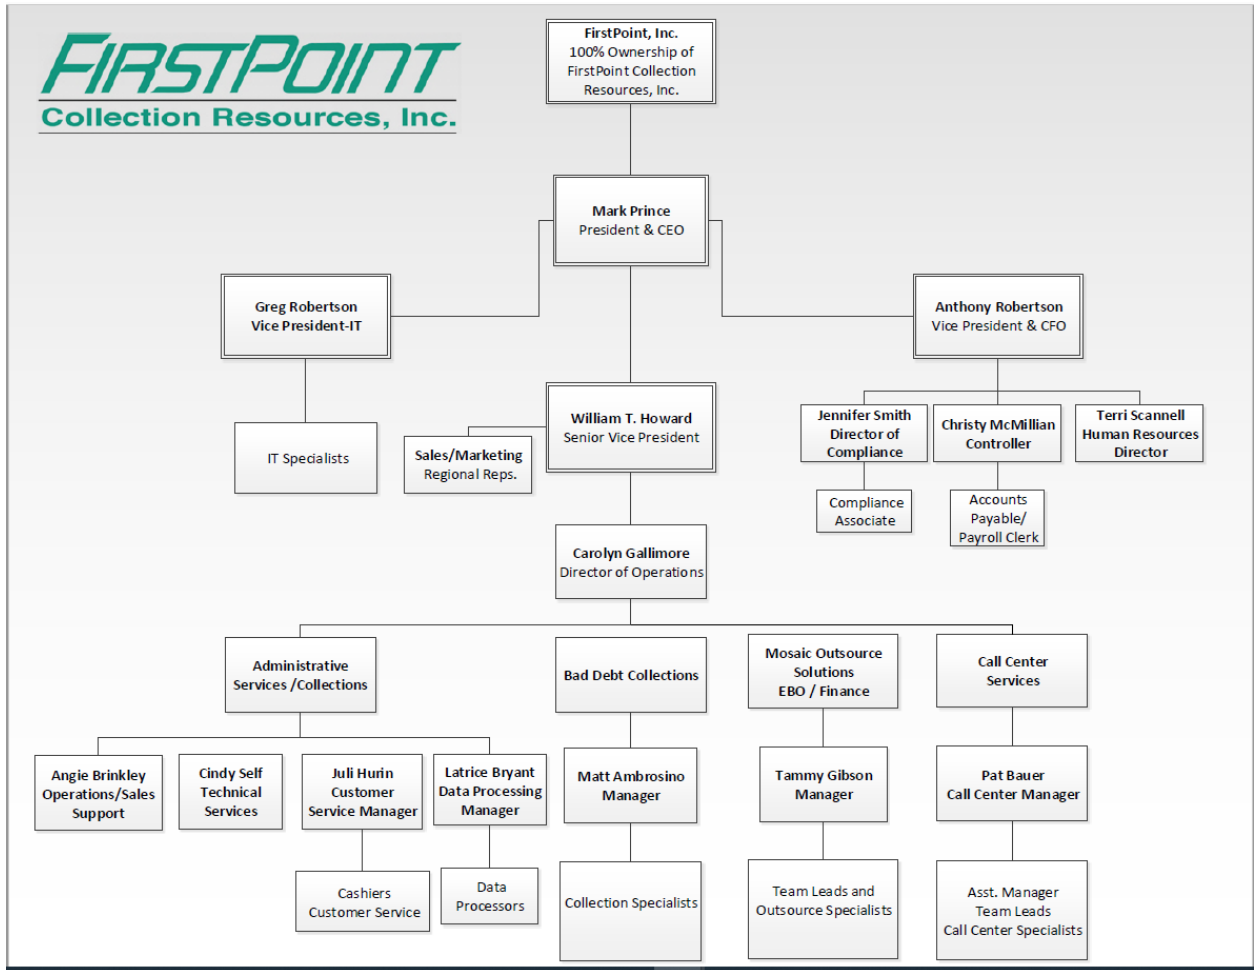 FIRSTPOINT
Collection Resources, Inc.
FirstPoint, Inc.
100% Ownership of
FirstPoint Collection
Resources, Inc.
Mark Prince
President & CEO
Greg Robertson
Vice President-IT
Anthony Robertson
Vice President & CFO
IT Specialists
William T. Howard
Senior Vice President
Sales/Marketing
Regional Reps.
Jennifer Smith
Director of
Compliance
Christy McMillian
Controller
Terri Scannell
Human Resources
Director
Compliance
Associate
Accounts
Payable/
Payroll Clerk
Carolyn Gallimore
Director of Operations
Administrative
Services /Collections
Bad Debt Collections
Mosaic Outsource
Solutions
EBO / Finance
Call Center
Services
Angie Brinkley
Operations/Sales
Support
Cindy Self
Technical
Services
Juli Hurin
Customer
Service Manager
Latrice Bryant
Data Processing
Manager
Matt Ambrosino
Manager
Tammy Gibson
Manager
Pat Bauer
Call Center Manager
Cashiers
Customer Service
Data
Processors
Collection Specialists
Team Leads and
Outsource Specialists
Asst. Manager
Team Leads
Call Center Specialists